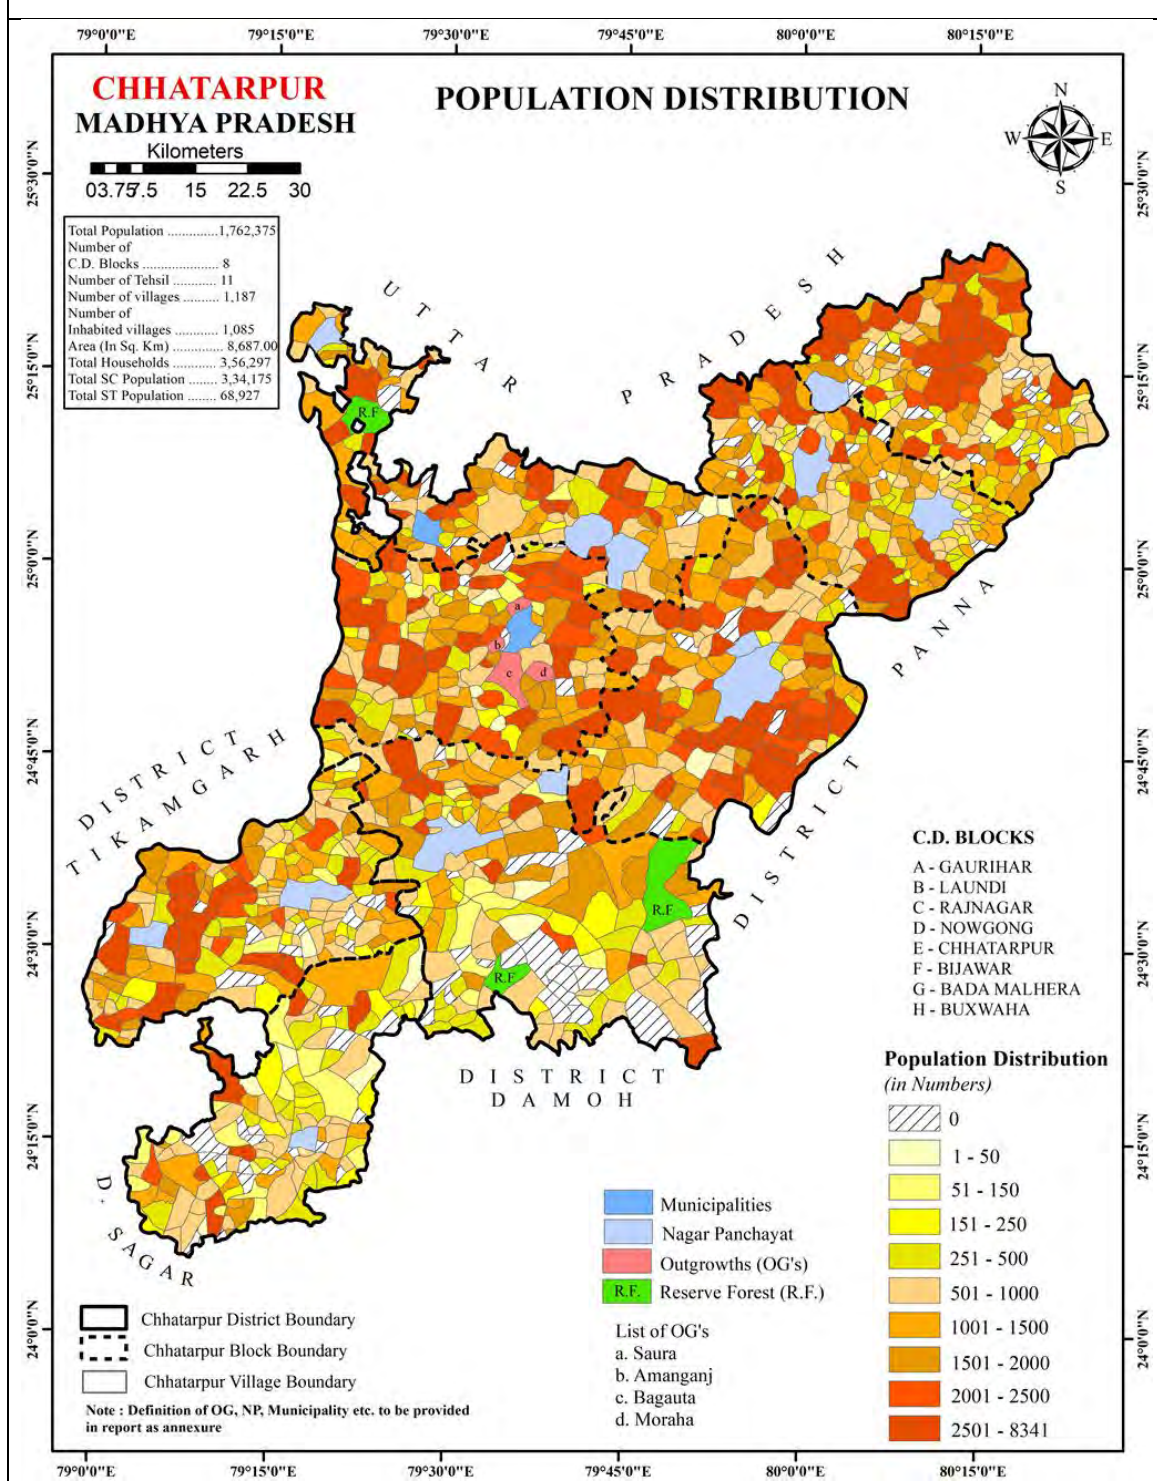 79°0'0"E 79°15'0"E 79°30'0"E 79°45'0"E 80°0'0"E 80°15'0"E
CHHATARPUR
MADHYA PRADESH
POPULATION DISTRIBUTION
N
W E
S
Kilometers
03.757.5 15 22.5 30
25°30'0"N 25°30'0"N
Total Population ..............1,762,375
Number of
C.D. Blocks ..................... 8
Number of Tehsil ............ 11
Number of villages .......... 1,187
Number of
Inhabited villages ............ 1,085
Area (In Sq. Km) .............. 8,687.00
Total Households ............ 3,56,297
Total SC Population ........ 3,34,175
Total ST Population ........ 68,927
UTTAR PRADESH
25°15'0"N 25°15'0"N
R.F
25°0'0"N 25°0'0"N
PANNA
a
b
c d
24°45'0"N 24°45'0"N
DISTRICT
TIKAMGARH
DISTRICT
C.D. BLOCKS
A - GAURIHAR
B - LAUNDI
C - RAJNAGAR
D - NOWGONG
E - CHHATARPUR
F - BIJAWAR
G - BADA MALHERA
H - BUXWAHA
R.F
24°30'0"N 24°30'0"N
R.F
DISTRICT
DAMOH
Population Distribution
(in Numbers)
0
1 - 50
51 - 150
151 - 250
251 - 500
501 - 1000
1001 - 1500
1501 - 2000
2001 - 2500
2501 - 8341
24°15'0"N 24°15'0"N
D. SAGAR
Municipalities
Nagar Panchayat
Outgrowths (OG's)
R.F. Reserve Forest (R.F.)
List of OG's
a. Saura
b. Amanganj
c. Bagauta
d. Moraha
24°0'0"N 24°0'0"N
Chhatarpur District Boundary
Chhatarpur Block Boundary
Chhatarpur Village Boundary
Note : Definition of OG, NP, Municipality etc. to be provided
in report as annexure
79°0'0"E 79°15'0"E 79°30'0"E 79°45'0"E 80°0'0"E 80°15'0"E